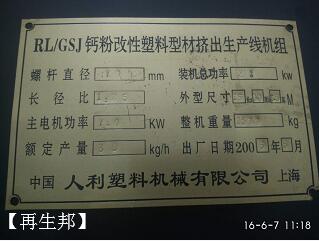 RL/GSJ 钙粉改性塑料型材挤出生产线机组
螺杆直径 mm 装机总功率 kw
长径比 外型尺寸 M
主电机功率 KW 整机重量 kg
额定产量 kg/h 出厂日期 200 年 月
中国 人利塑料机械有限公司 上海
【再生邦】
16-6-7 11:18